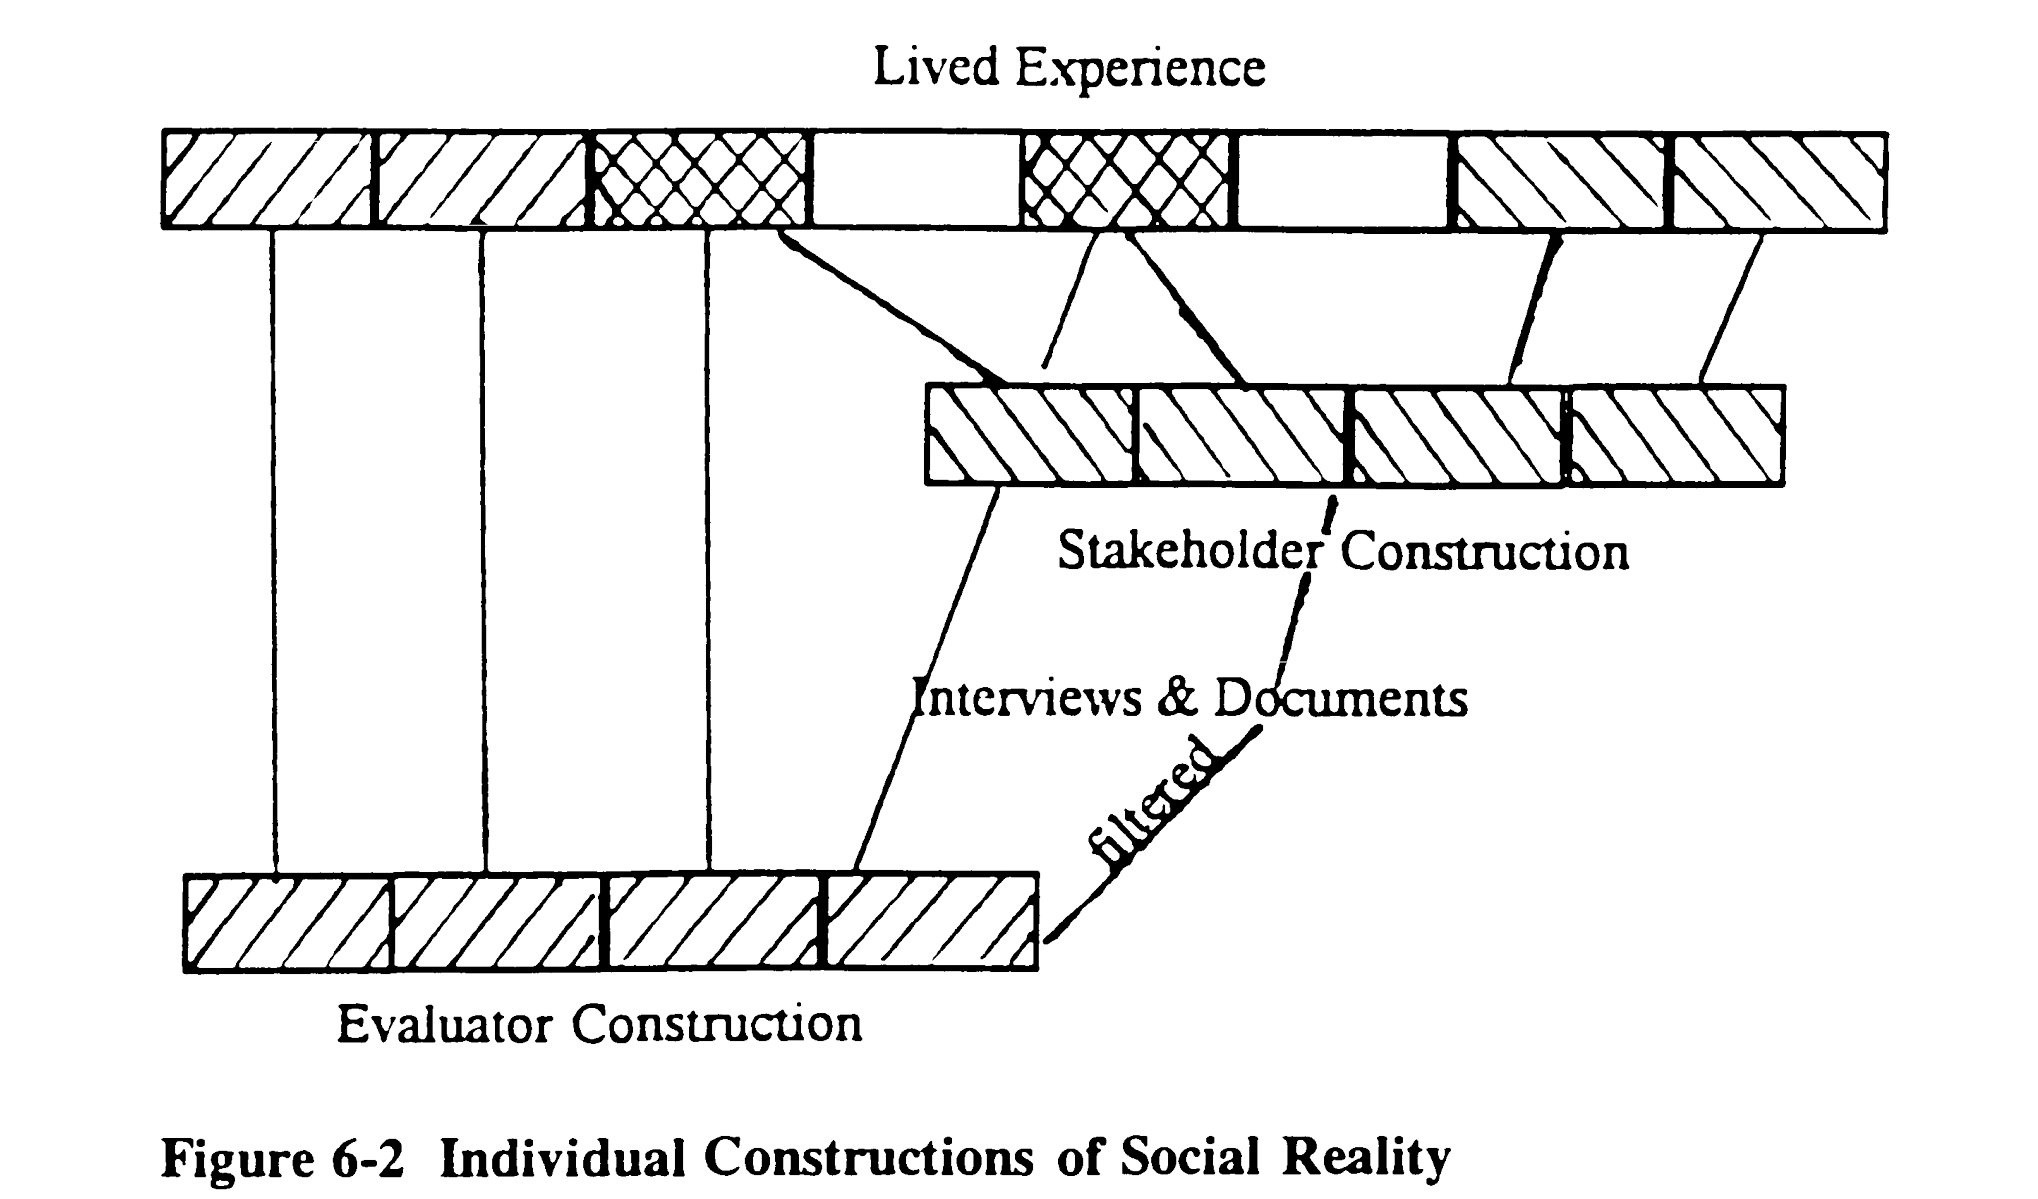 Lived Experience
Stakeholder Construction
Interviews & Documents
filtered
Evaluator Construction
Figure 6-2 Individual Constructions of Social Reality